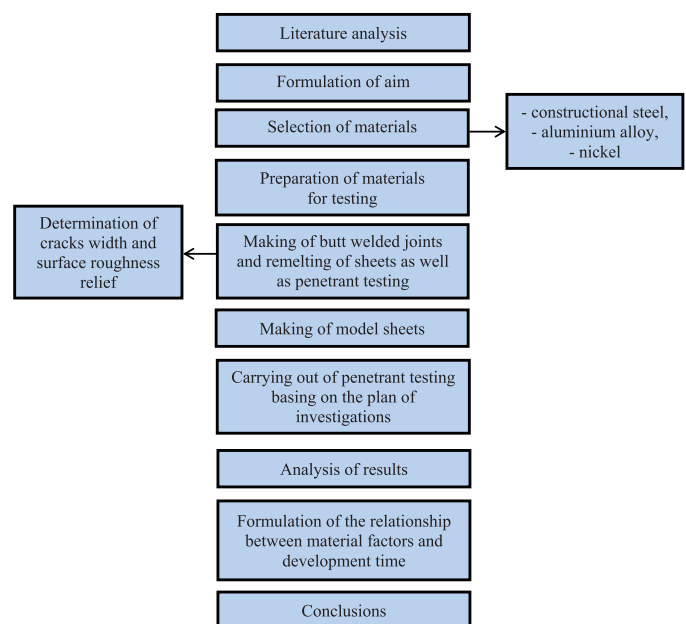 Literature analysis
Formulation of aim
Selection of materials
- constructional steel,
- aluminium alloy,
- nickel
Preparation of materials
for testing
Determination of
cracks width and
surface roughness
relief
Making of butt welded joints
and remelting of sheets as well
as penetrant testing
Making of model sheets
Carrying out of penetrant testing
basing on the plan of
investigations
Analysis of results
Formulation of the relationship
between material factors and
development time
Conclusions